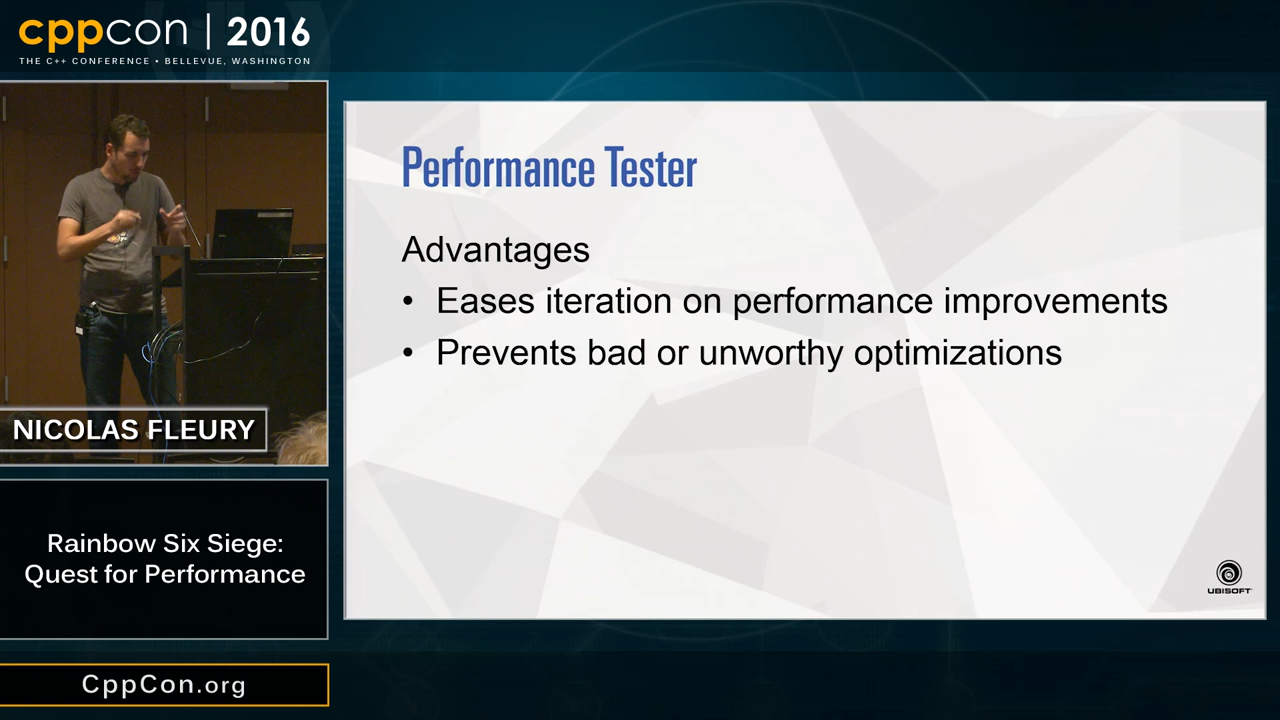 cppcon | 2016
THE C++ CONFERENCE • BELLEVUE, WASHINGTON
Performance Tester
Advantages
• Eases iteration on performance improvements
• Prevents bad or unworthy optimizations
UBISOFT
NICOLAS FLEURY
Rainbow Six Siege:
Quest for Performance
CppCon.org